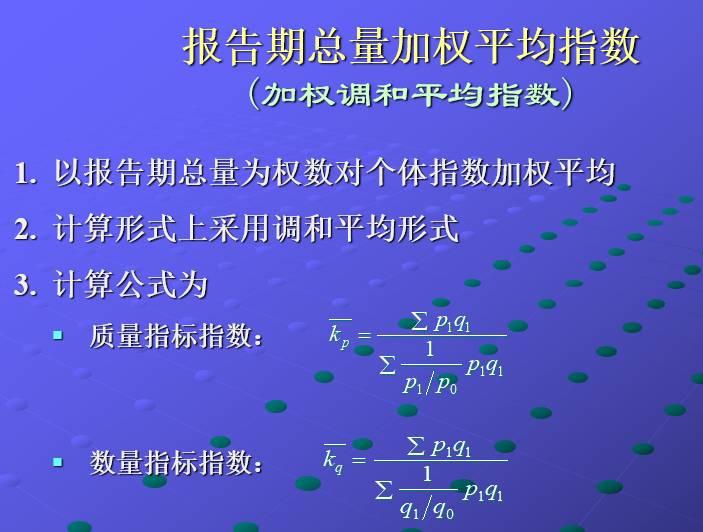 报告期总量加权平均指数
(加权调和平均指数)
1. 以报告期总量为权数对个体指数加权平均
2. 计算形式上采用调和平均形式
3. 计算公式为
▪ 质量指标指数：
$\overline{k_p} = \frac{\sum p_1 q_1}{\sum \frac{1}{p_1/p_0} p_1 q_1}$
▪ 数量指标指数：
$\overline{k_q} = \frac{\sum p_1 q_1}{\sum \frac{1}{q_1/q_0} p_1 q_1}$